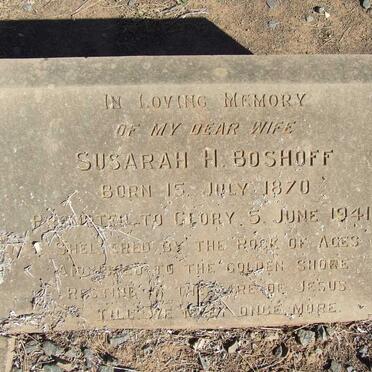 IN LOVING MEMORY
OF MY DEAR WIFE
SUSARAH H. BOSHOFF
BORN 15 JULY 1870
TO GLORY 5 JUNE 1941
SHELTERED BY THE ROCK OF AGES
TO THE GOLDEN SHORE
RESTING IN THE CARE OF JESUS
TILL WE MEET ONCE MORE.